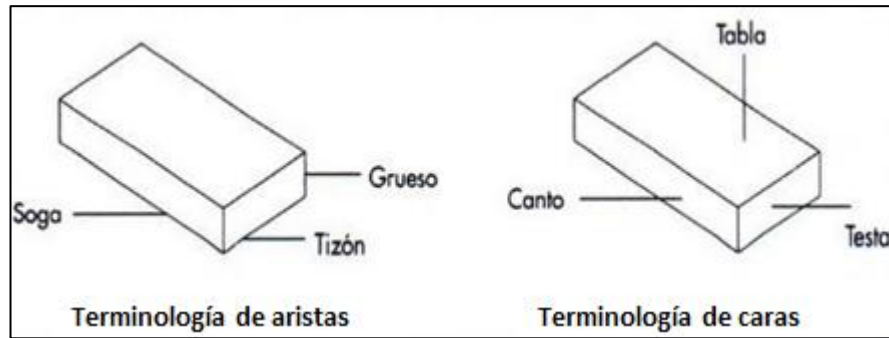 Tabla
Grueso
Soga
Tizón
Canto
Testa
Terminología de aristas
Terminología de caras